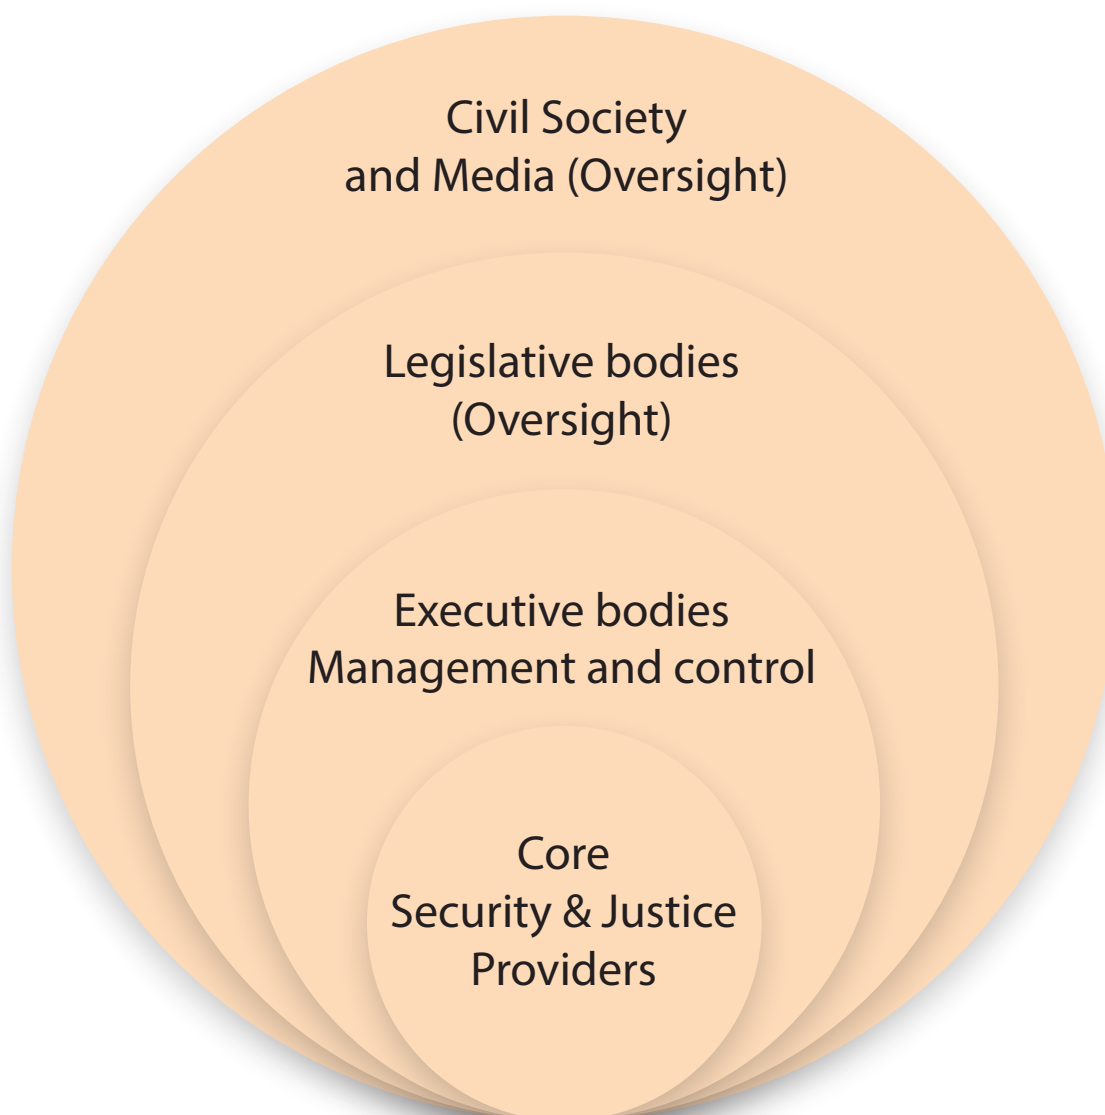 Civil Society
and Media (Oversight)
Legislative bodies
(Oversight)
Executive bodies
Management and control
Core
Security & Justice
Providers